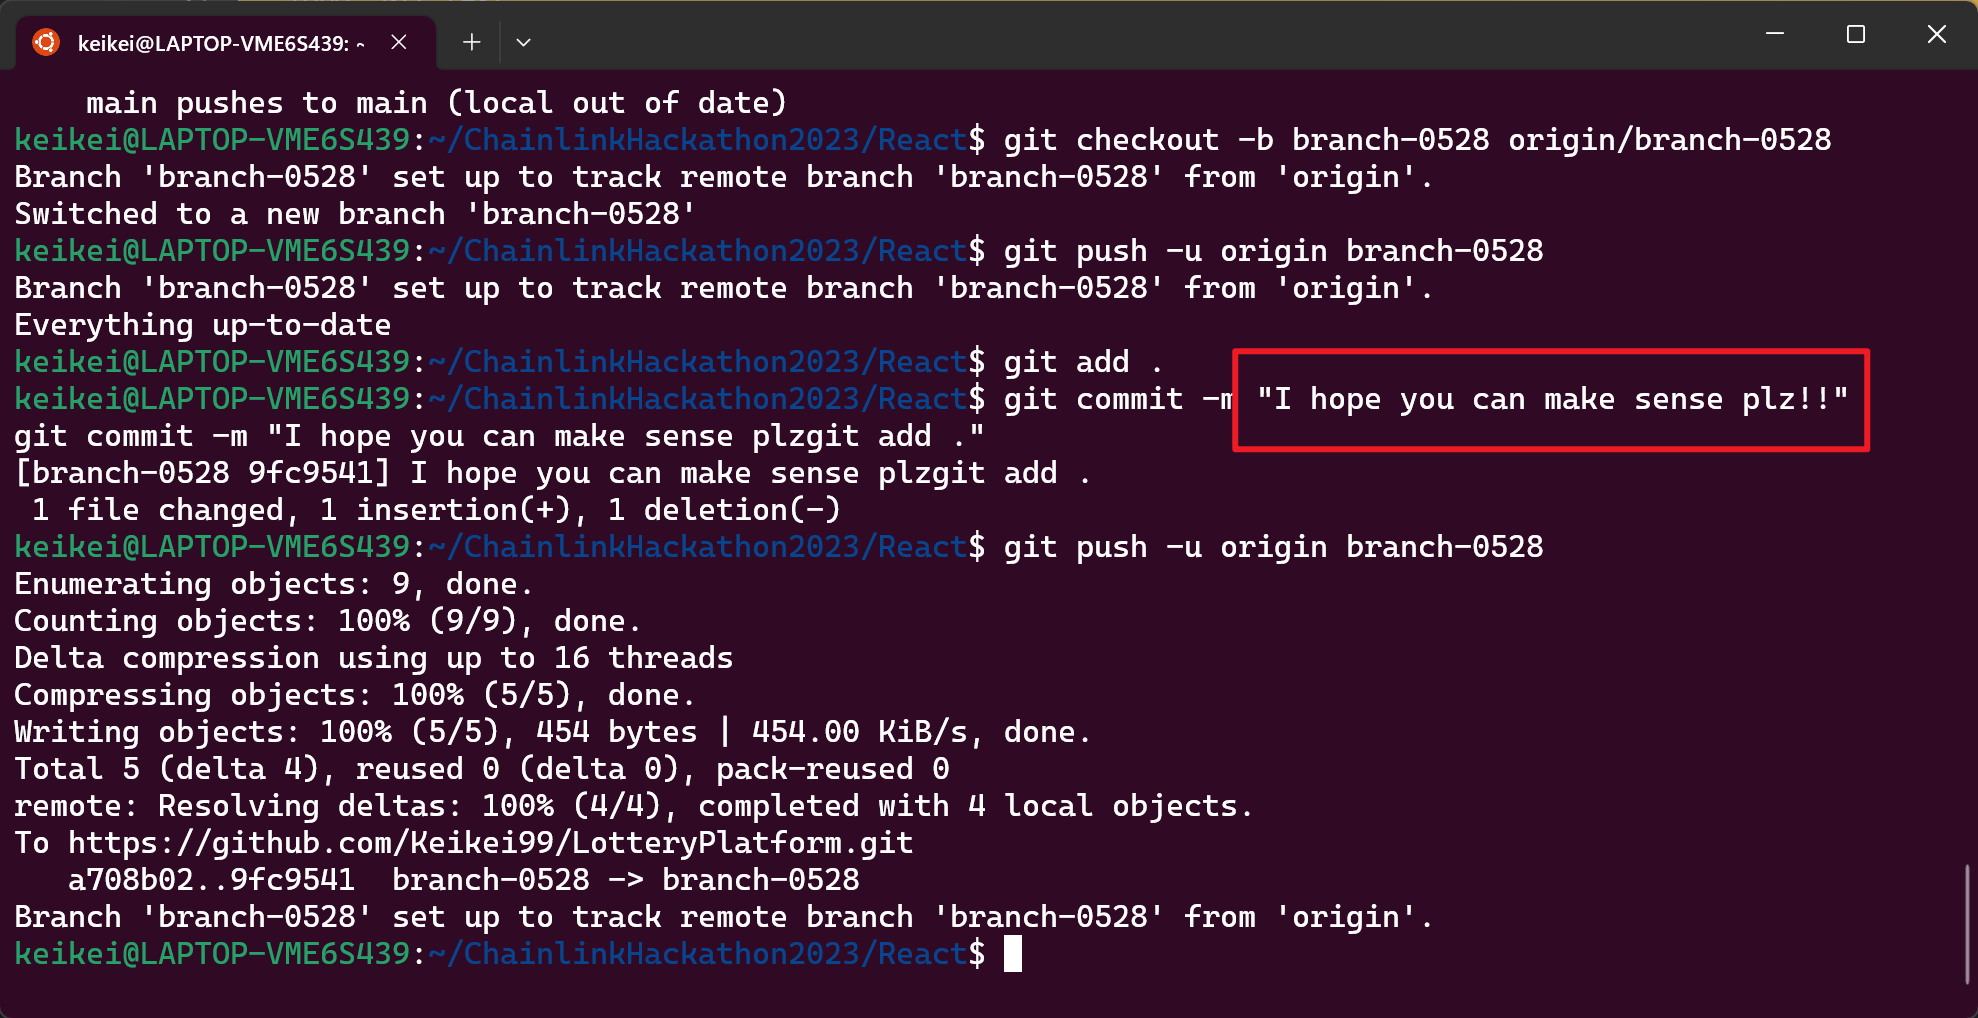 keikei@LAPTOP-VME6S439: ~
main pushes to main (local out of date)
keikei@LAPTOP-VME6S439:~/ChainlinkHackathon2023/React$ git checkout -b branch-0528 origin/branch-0528
Branch 'branch-0528' set up to track remote branch 'branch-0528' from 'origin'.
Switched to a new branch 'branch-0528'
keikei@LAPTOP-VME6S439:~/ChainlinkHackathon2023/React$ git push -u origin branch-0528
Branch 'branch-0528' set up to track remote branch 'branch-0528' from 'origin'.
Everything up-to-date
keikei@LAPTOP-VME6S439:~/ChainlinkHackathon2023/React$ git add .
keikei@LAPTOP-VME6S439:~/ChainlinkHackathon2023/React$ git commit -m "I hope you can make sense plz!!"
git commit -m "I hope you can make sense plzgit add ."
[branch-0528 9fc9541] I hope you can make sense plzgit add .
1 file changed, 1 insertion(+), 1 deletion(-)
keikei@LAPTOP-VME6S439:~/ChainlinkHackathon2023/React$ git push -u origin branch-0528
Enumerating objects: 9, done.
Counting objects: 100% (9/9), done.
Delta compression using up to 16 threads
Compressing objects: 100% (5/5), done.
Writing objects: 100% (5/5), 454 bytes | 454.00 KiB/s, done.
Total 5 (delta 4), reused 0 (delta 0), pack-reused 0
remote: Resolving deltas: 100% (4/4), completed with 4 local objects.
To https://github.com/Keikei99/LotteryPlatform.git
a708b02..9fc9541  branch-0528 -> branch-0528
Branch 'branch-0528' set up to track remote branch 'branch-0528' from 'origin'.
keikei@LAPTOP-VME6S439:~/ChainlinkHackathon2023/React$